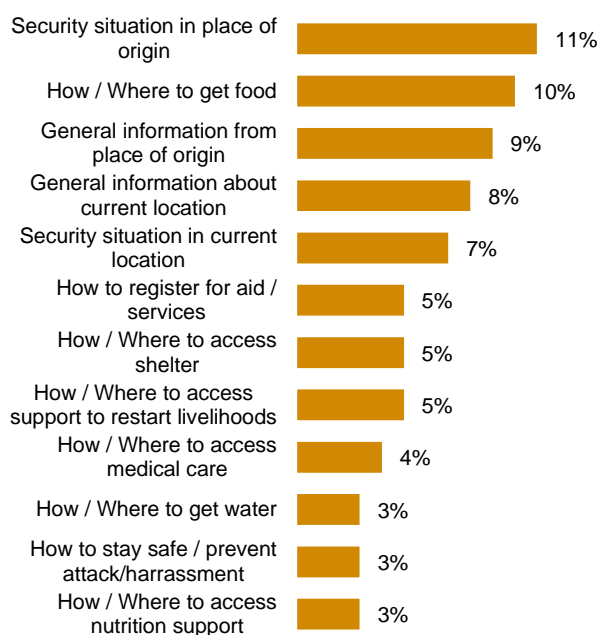 Security situation in place of
origin
11%
How / Where to get food
10%
General information from
place of origin
9%
General information about
current location
8%
Security situation in current
location
7%
How to register for aid /
services
5%
How / Where to access
shelter
5%
How / Where to access
support to restart livelihoods
5%
How / Where to access
medical care
4%
How / Where to get water
3%
How to stay safe / prevent
attack/harrassment
3%
How / Where to access
nutrition support
3%